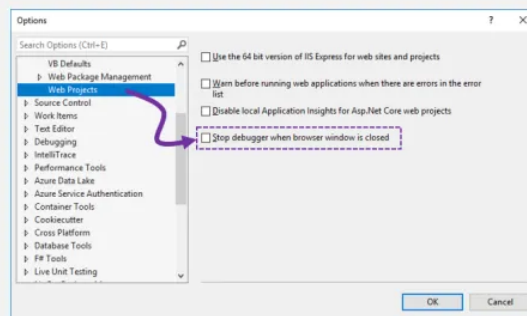 Options
Search Options (Ctrl+E)
VB Defaults
Web Package Management
Web Projects
Source Control
Work Items
Text Editor
Debugging
IntelliTrace
Performance Tools
Azure Data Lake
Azure Service Authentication
Container Tools
Cookiecutter
Cross Platform
Database Tools
F# Tools
Live Unit Testing
Use the 64 bit version of IIS Express for web sites and projects
Warn before running web applications when there are errors in the error
list
Disable local Application Insights for Asp.Net Core web projects
Stop debugger when browser window is closed
OK
Cancel